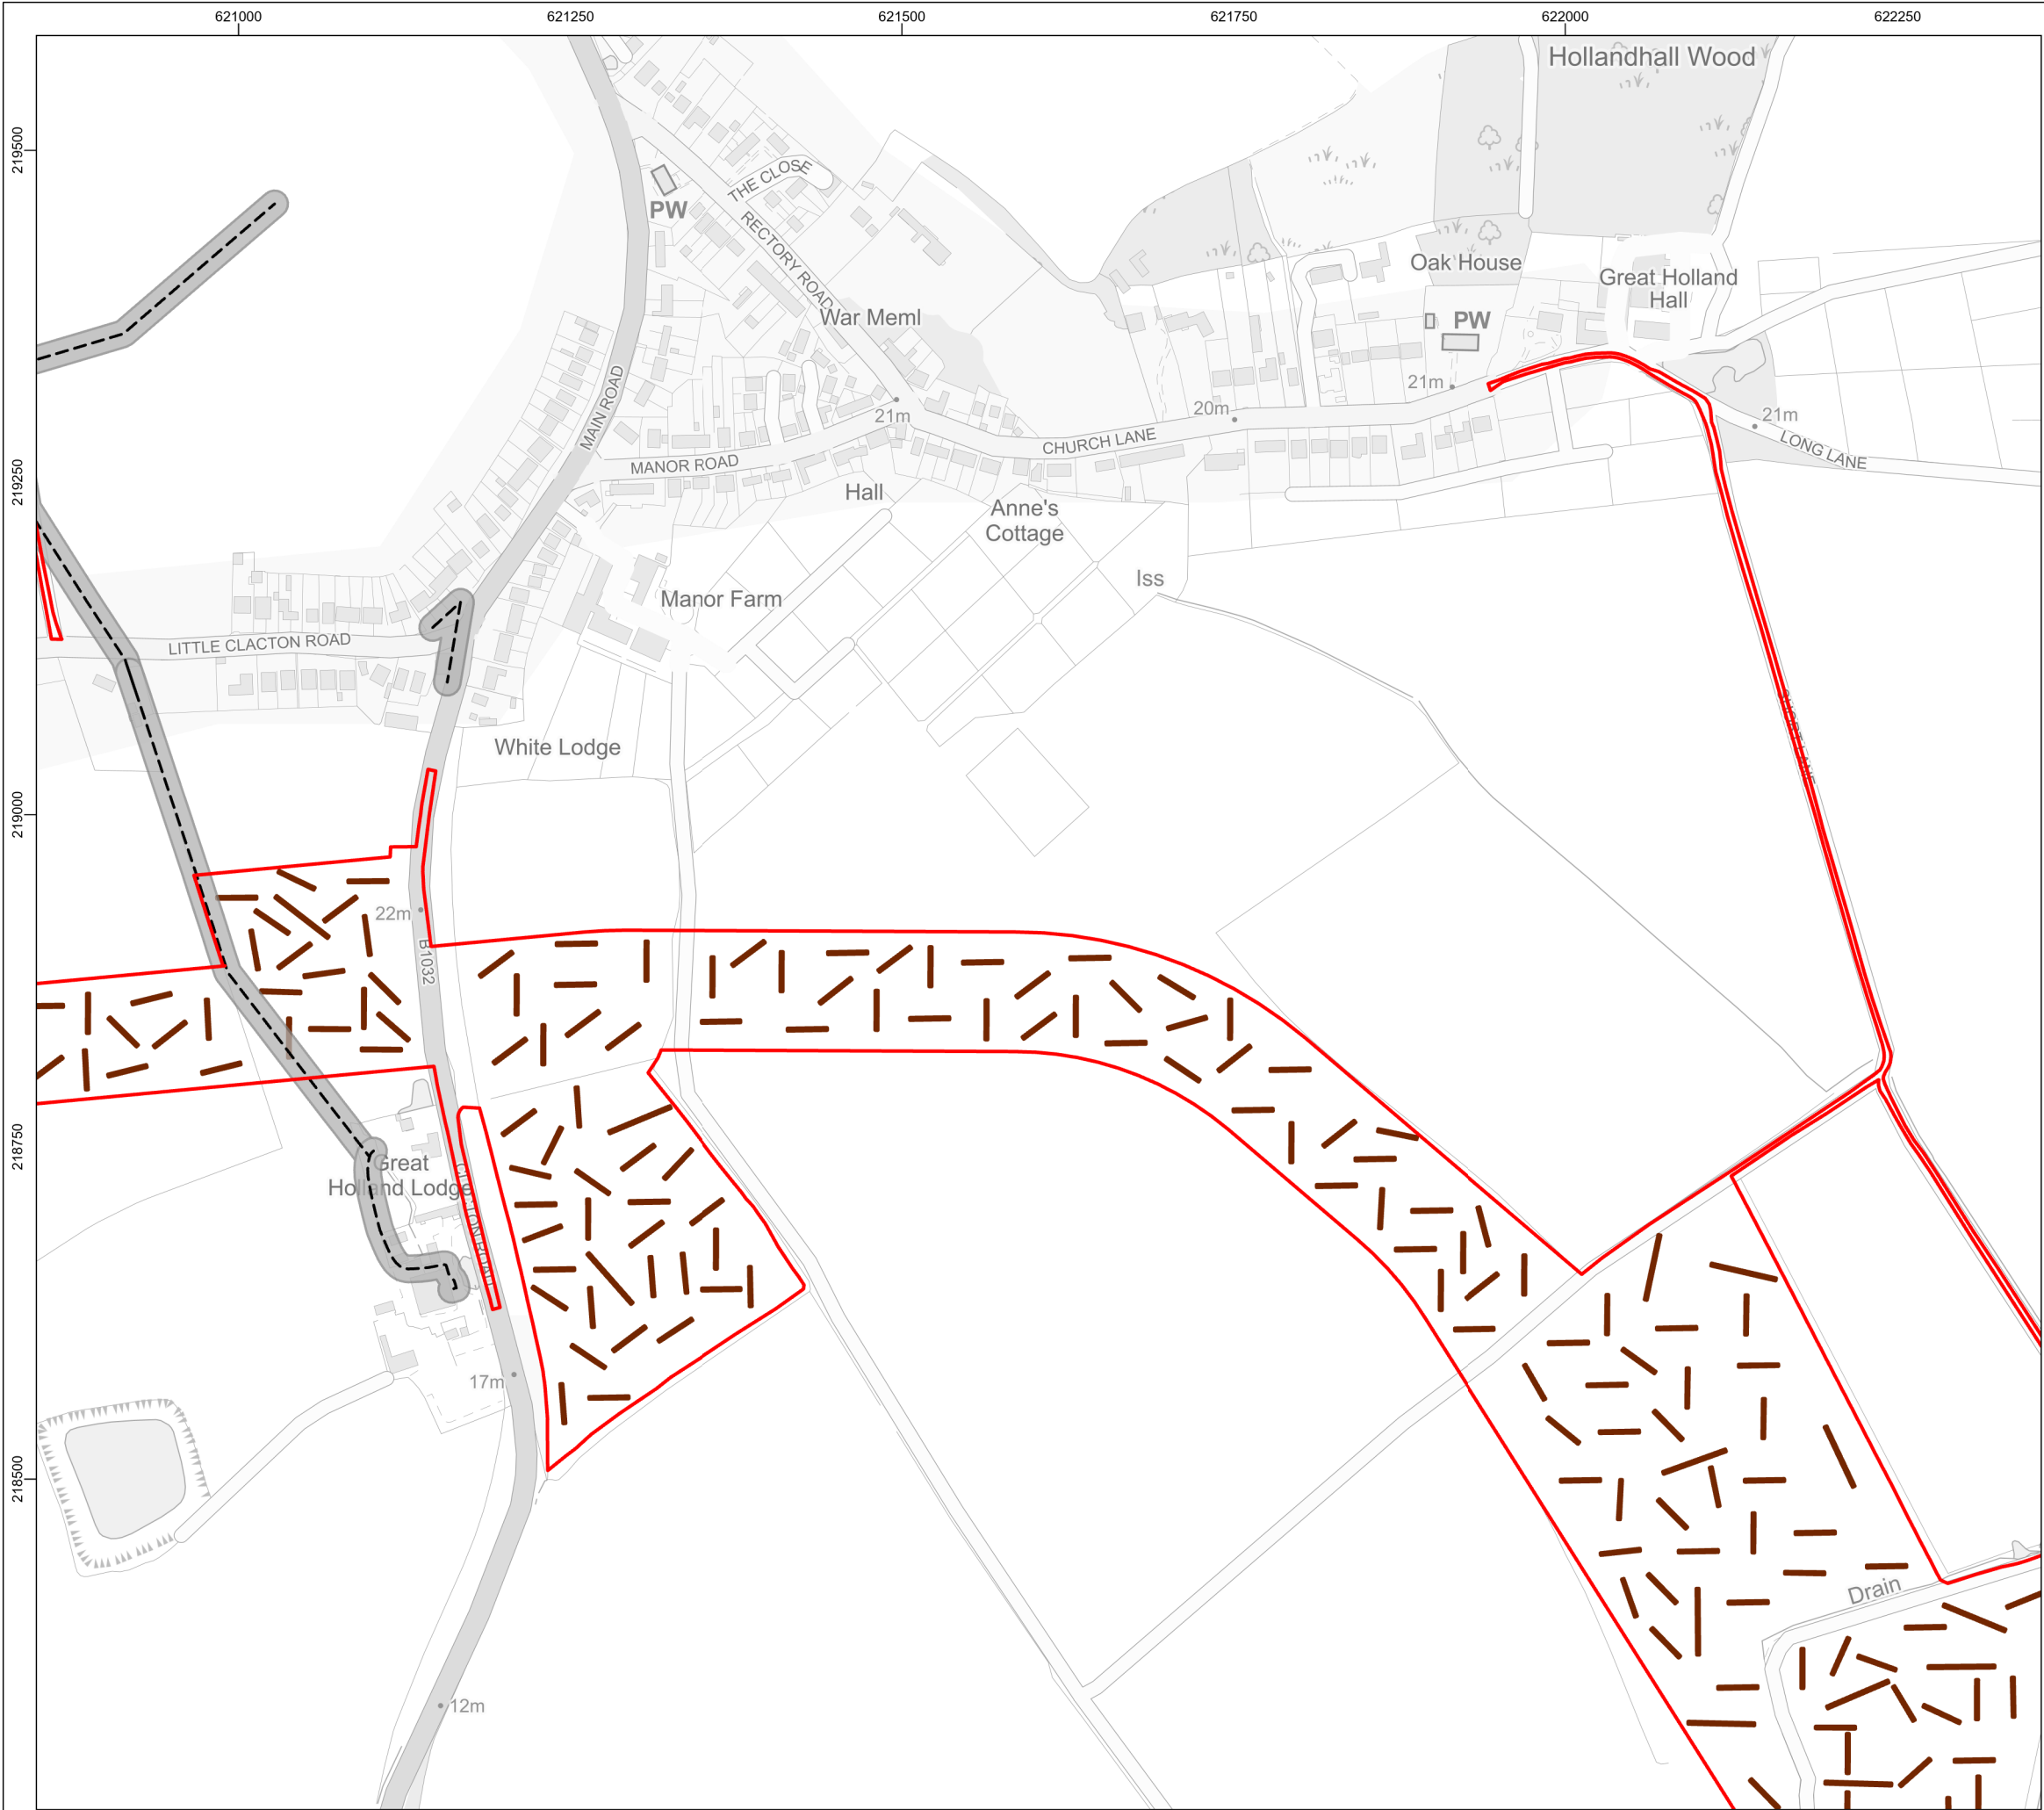 621000 621250 621500 621750 622000 622250
219500
219250
219000
218750
218500
Hollandhall Wood
THE CLOSE
PW
RECTORY ROAD
War Meml
Oak House
Great Holland
Hall
PW
21m
21m
20m
21m
LONG LANE
CHURCH LANE
MAIN ROAD
MANOR ROAD
Hall
Anne's
Cottage
Iss
Manor Farm
LITTLE CLACTON ROAD
White Lodge
22m
B1032
Great
Holland Lodge
CLACTON ROAD
17m
12m
Drain